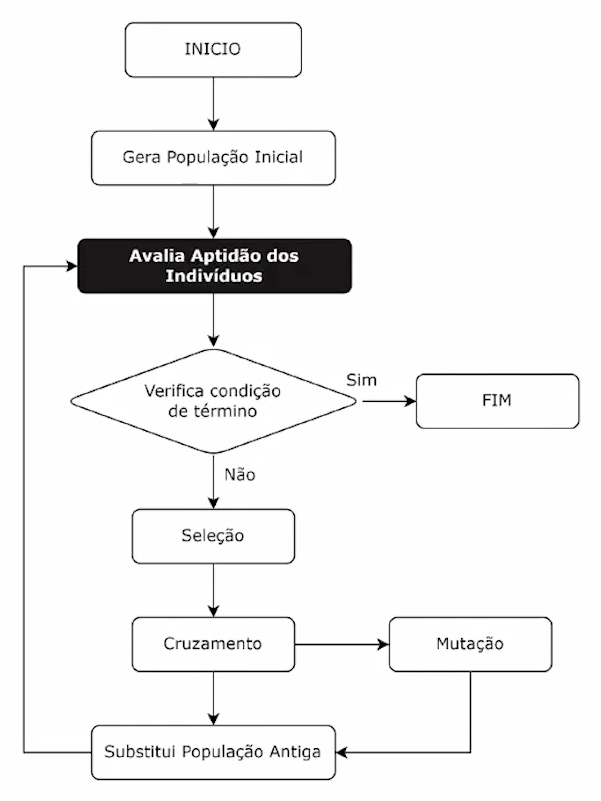 INICIO
Gera População Inicial
Avalia Aptidão dos
Indivíduos
Verifica condição
de término
Sim
FIM
Não
Seleção
Cruzamento
Mutação
Substitui População Antiga